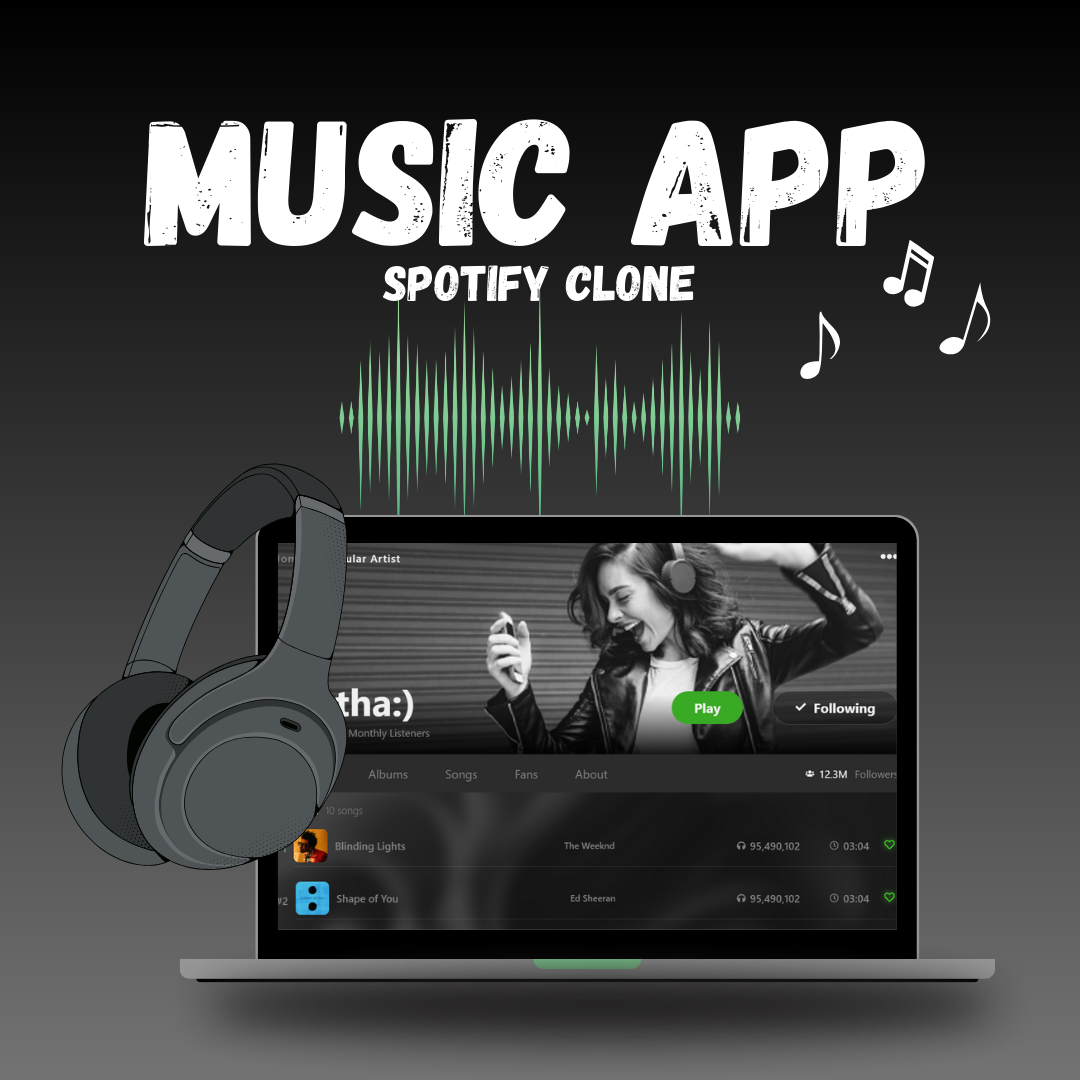 MUSIC APP
SPOTIFY CLONE
ular Artist
tha:)
Play
Following
Monthly Listeners
Albums Songs Fans About 12.3M Followers
10 songs
Blinding Lights The Weeknd 95,490,102 03:04
#2 Shape of You Ed Sheeran 95,490,102 03:04